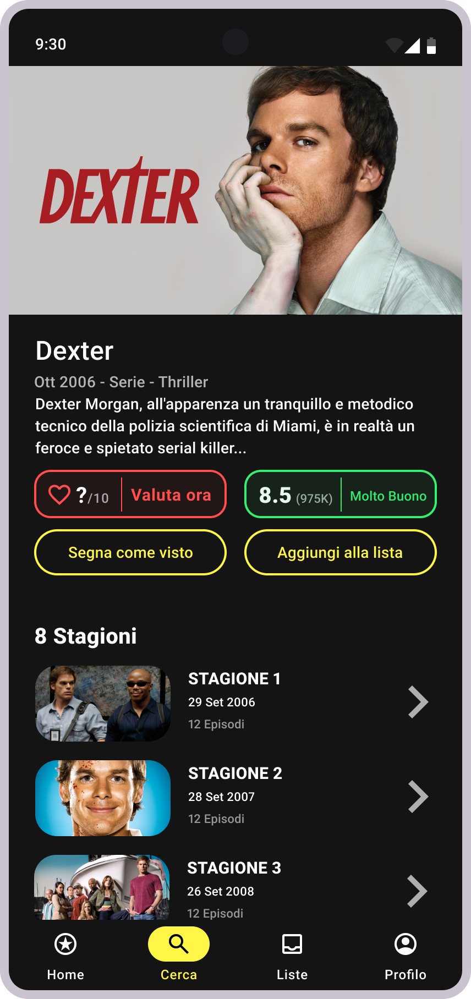 9:30
DEXTER
Dexter
Ott 2006 - Serie - Thriller
Dexter Morgan, all'apparenza un tranquillo e metodico
tecnico della polizia scientifica di Miami, è in realtà un
feroce e spietato serial killer...
?/10 Valuta ora
8.5 (975K) Molto Buono
Segna come visto
Aggiungi alla lista
8 Stagioni
STAGIONE 1
29 Set 2006
12 Episodi
STAGIONE 2
28 Set 2007
12 Episodi
STAGIONE 3
26 Set 2008
12 Episodi
Home
Cerca
Liste
Profilo